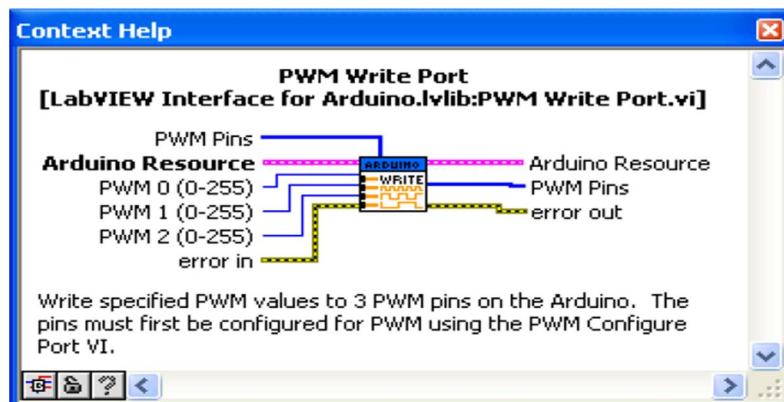 Context Help
PWM Write Port
[LabVIEW Interface for Arduino.lvlib:PWM Write Port.vi]
PWM Pins
Arduino Resource
PWM 0 (0-255)
PWM 1 (0-255)
PWM 2 (0-255)
error in
ARDUINO
WRITE
Arduino Resource
PWM Pins
error out
Write specified PWM values to 3 PWM pins on the Arduino. The
pins must first be configured for PWM using the PWM Configure
Port VI.
?